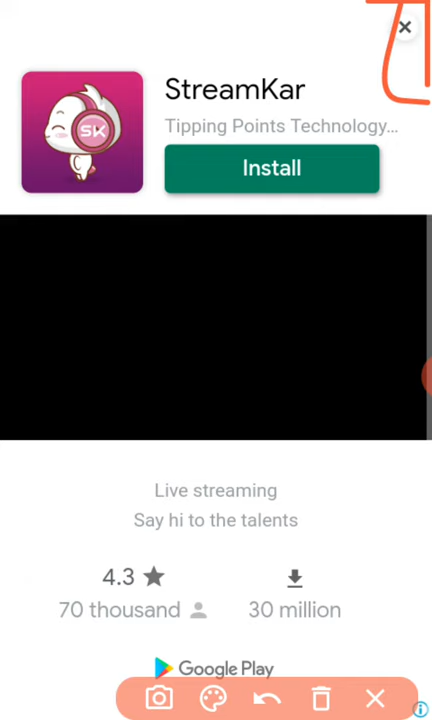 StreamKar
Tipping Points Technology...
Install
SK
Live streaming
Say hi to the talents
4.3
70 thousand
30 million
Google Play